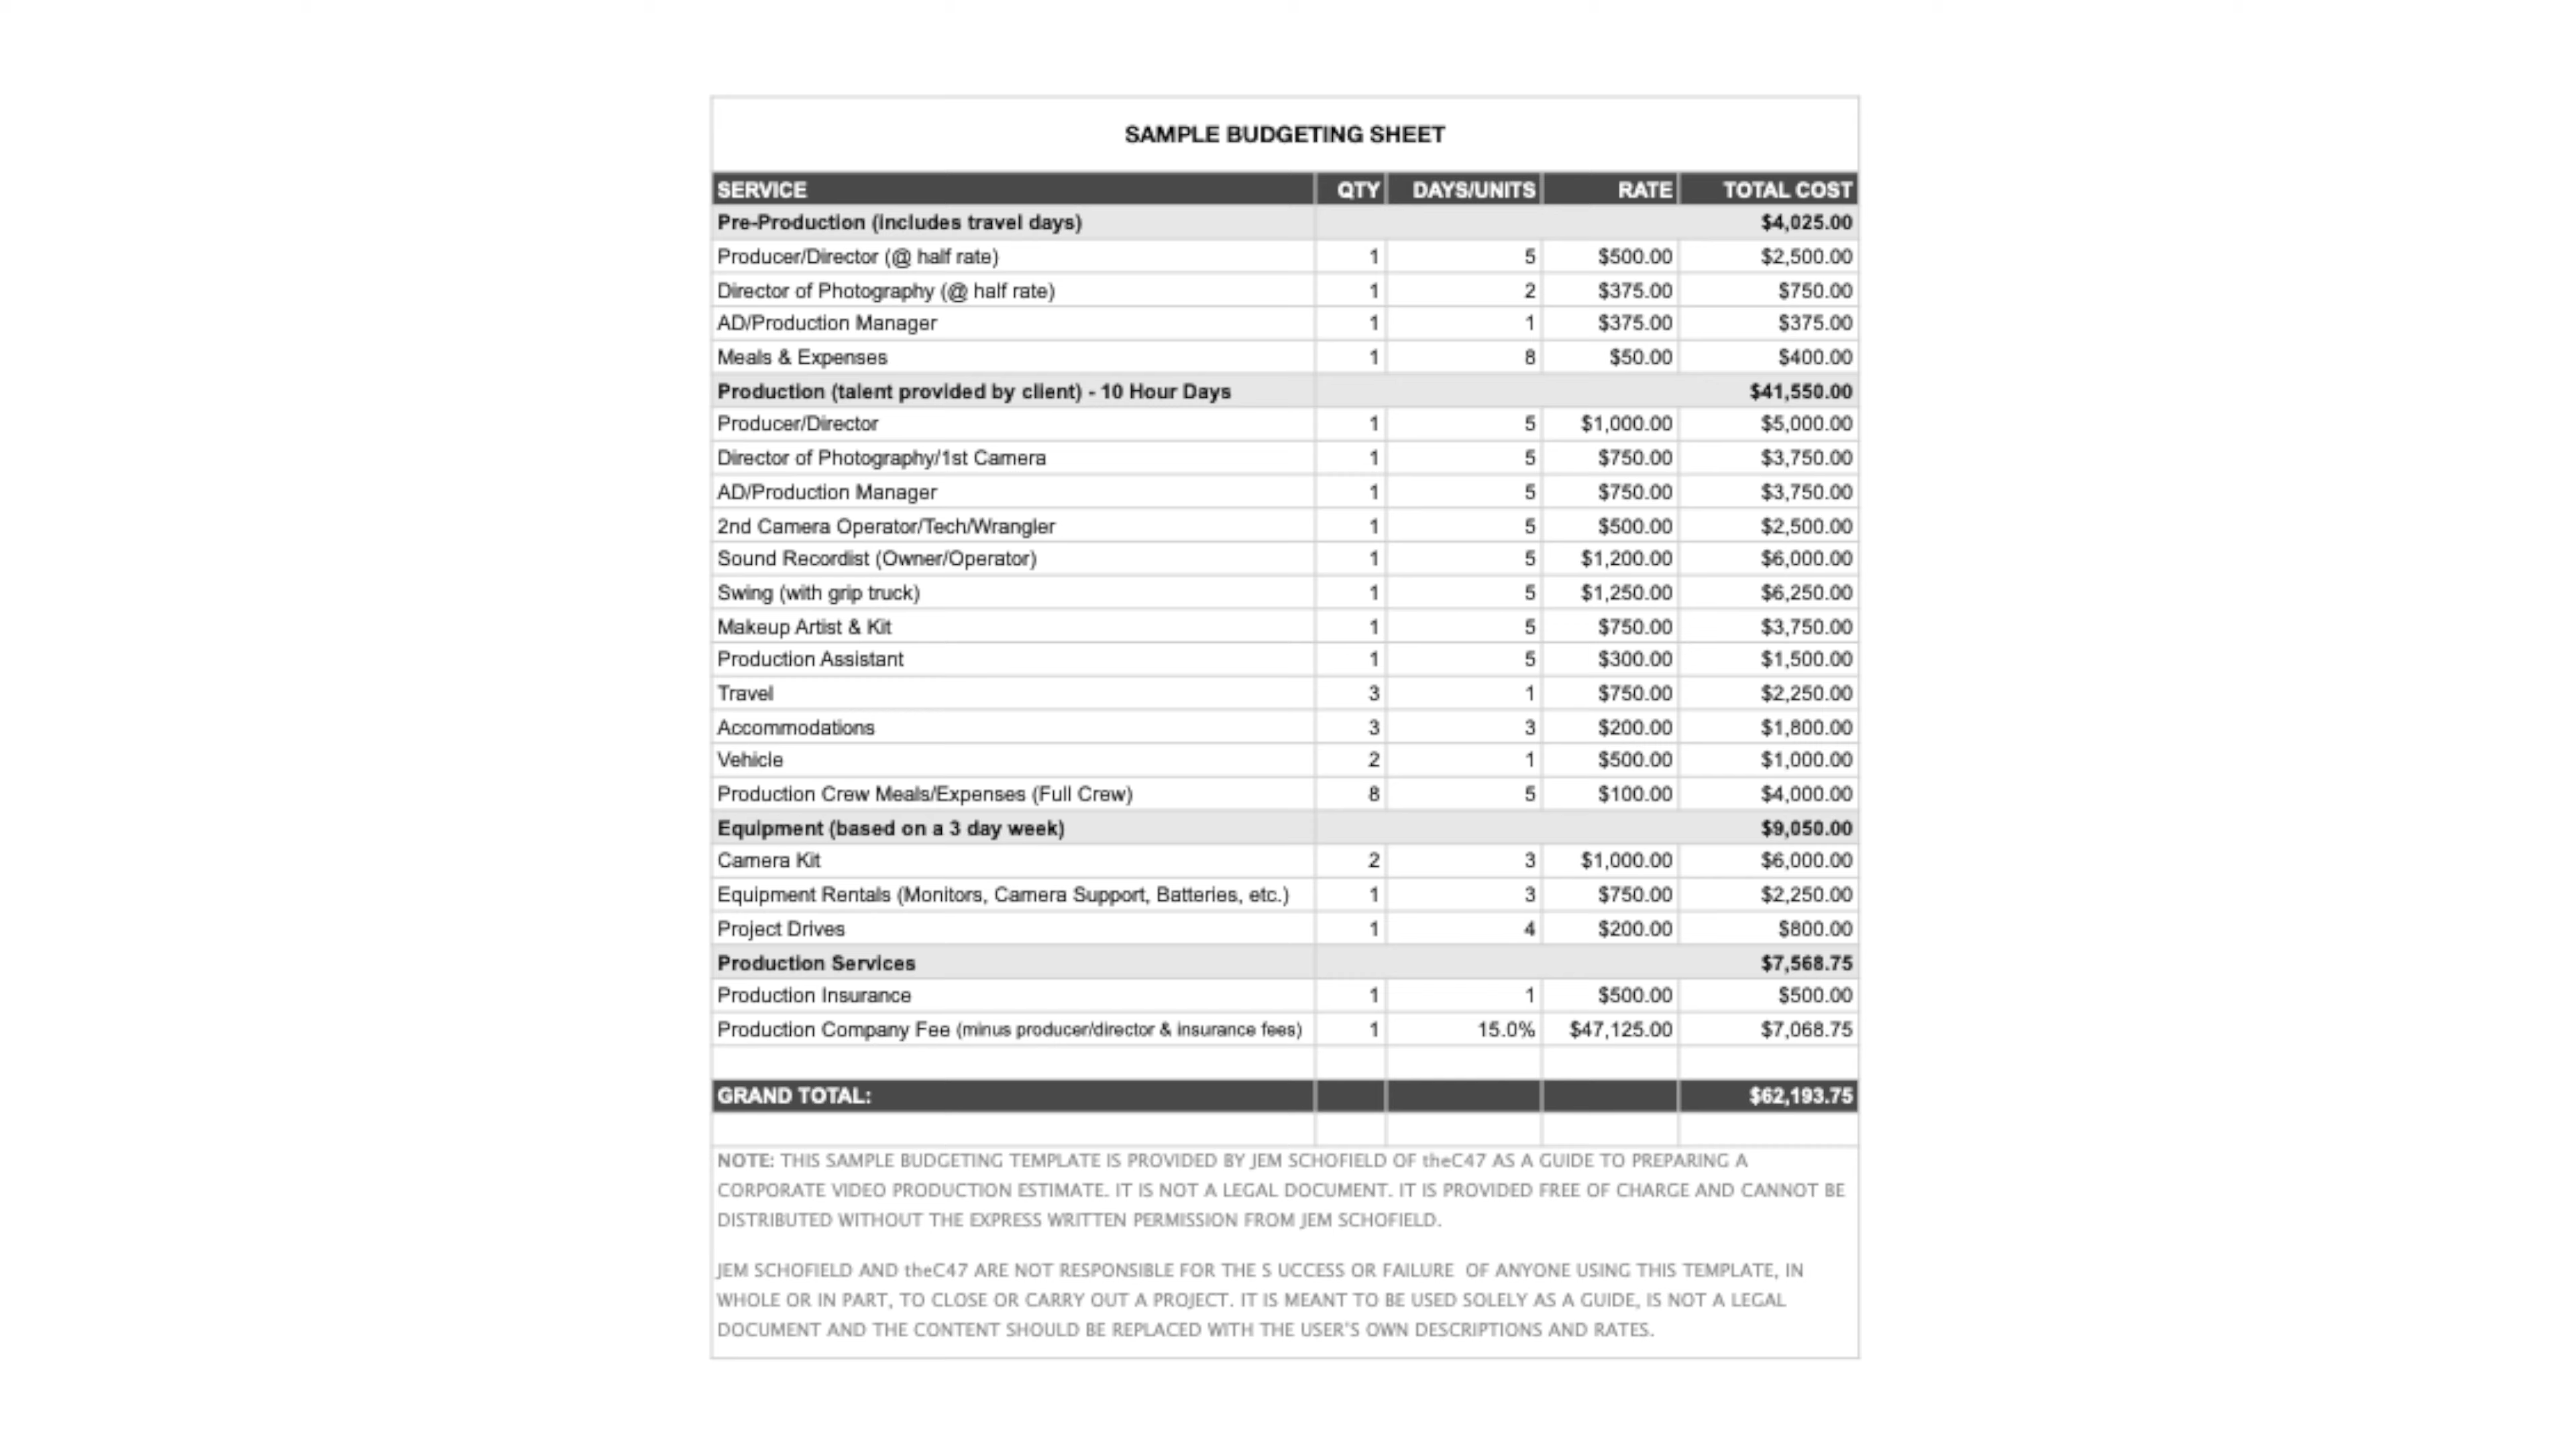 SAMPLE BUDGETING SHEET
SERVICE QTY DAYS/UNITS RATE TOTAL COST
Pre-Production (includes travel days) $4,025.00
Producer/Director (@ half rate) 1 5 $500.00 $2,500.00
Director of Photography (@ half rate) 1 2 $375.00 $750.00
AD/Production Manager 1 1 $375.00 $375.00
Meals & Expenses 1 8 $50.00 $400.00
Production (talent provided by client) - 10 Hour Days $41,550.00
Producer/Director 1 5 $1,000.00 $5,000.00
Director of Photography/1st Camera 1 5 $750.00 $3,750.00
AD/Production Manager 1 5 $750.00 $3,750.00
2nd Camera Operator/Tech/Wrangler 1 5 $500.00 $2,500.00
Sound Recordist (Owner/Operator) 1 5 $1,200.00 $6,000.00
Swing (with grip truck) 1 5 $1,250.00 $6,250.00
Makeup Artist & Kit 1 5 $750.00 $3,750.00
Production Assistant 1 5 $300.00 $1,500.00
Travel 3 1 $750.00 $2,250.00
Accommodations 3 3 $200.00 $1,800.00
Vehicle 2 1 $500.00 $1,000.00
Production Crew Meals/Expenses (Full Crew) 8 5 $100.00 $4,000.00
Equipment (based on a 3 day week) $9,050.00
Camera Kit 2 3 $1,000.00 $6,000.00
Equipment Rentals (Monitors, Camera Support, Batteries, etc.) 1 3 $750.00 $2,250.00
Project Drives 1 4 $200.00 $800.00
Production Services $7,568.75
Production Insurance 1 1 $500.00 $500.00
Production Company Fee (minus producer/director & insurance fees) 1 15.0% $47,125.00 $7,068.75
GRAND TOTAL: $62,193.75
NOTE: THIS SAMPLE BUDGETING TEMPLATE IS PROVIDED BY JEM SCHOFIELD OF theC47 AS A GUIDE TO PREPARING A
CORPORATE VIDEO PRODUCTION ESTIMATE. IT IS NOT A LEGAL DOCUMENT. IT IS PROVIDED FREE OF CHARGE AND CANNOT BE
DISTRIBUTED WITHOUT THE EXPRESS WRITTEN PERMISSION FROM JEM SCHOFIELD.
JEM SCHOFIELD AND theC47 ARE NOT RESPONSIBLE FOR THE S UCCESS OR FAILURE OF ANYONE USING THIS TEMPLATE, IN
WHOLE OR IN PART, TO CLOSE OR CARRY OUT A PROJECT. IT IS MEANT TO BE USED SOLELY AS A GUIDE, IS NOT A LEGAL
DOCUMENT AND THE CONTENT SHOULD BE REPLACED WITH THE USER'S OWN DESCRIPTIONS AND RATES.